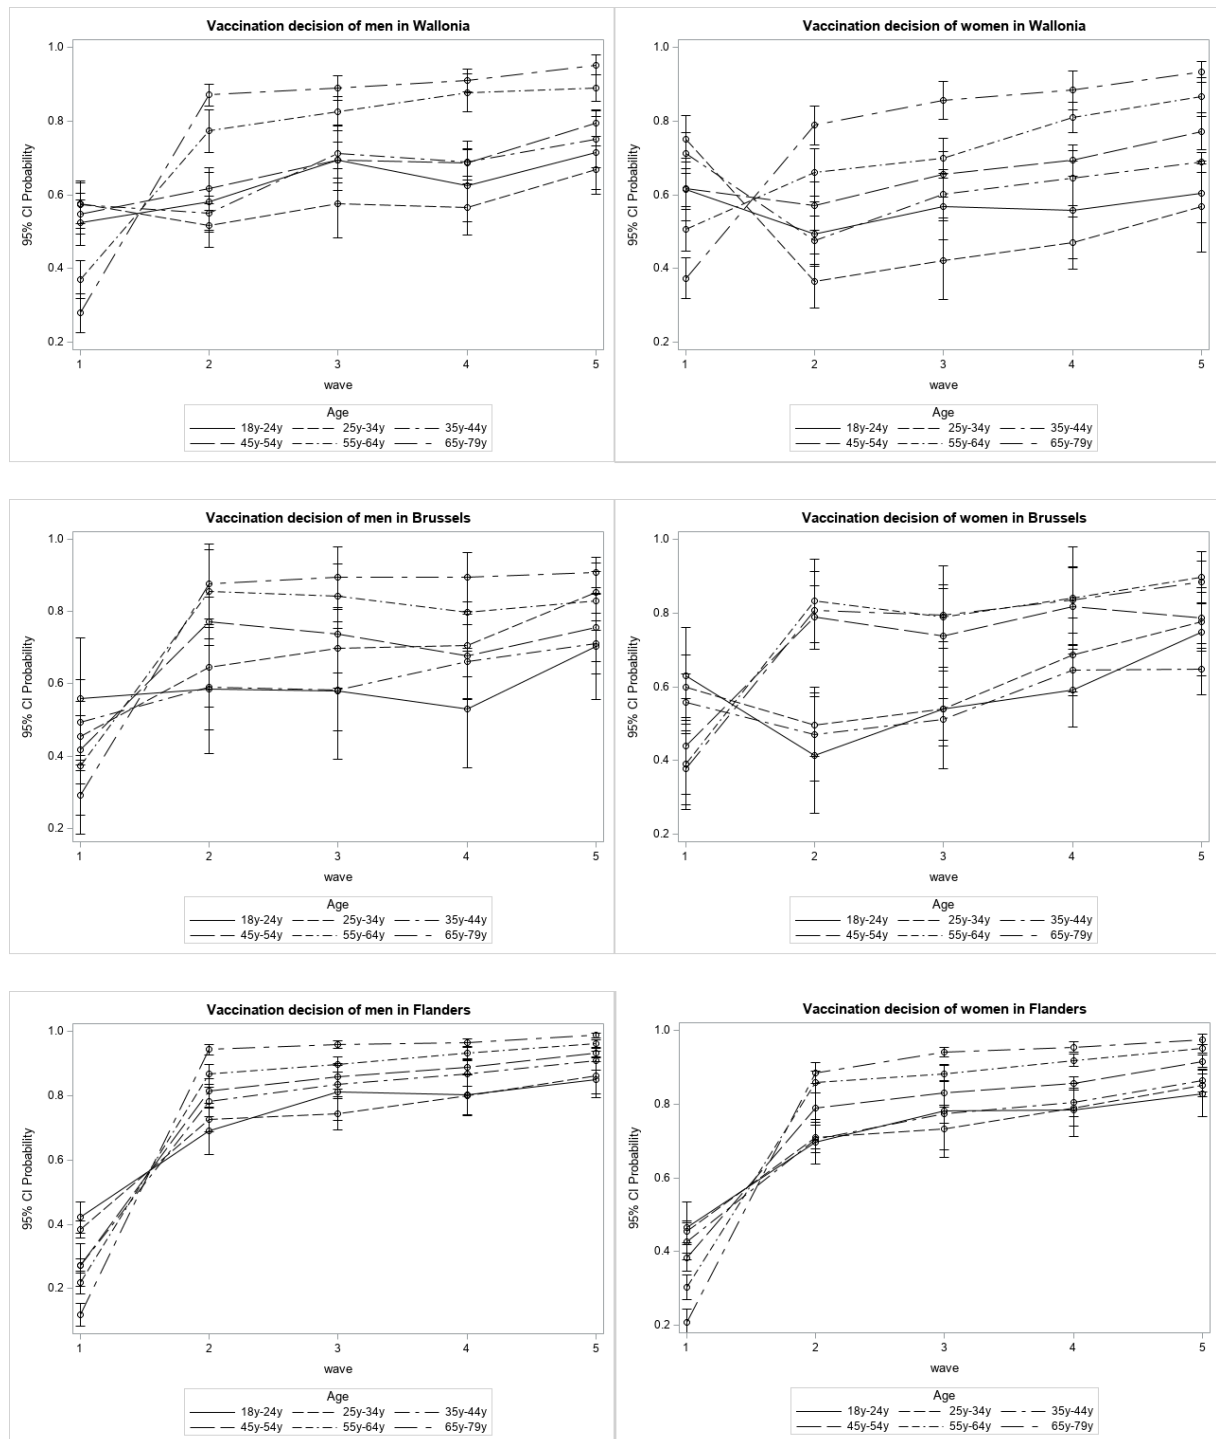 Vaccination decision of men in Wallonia
1.0
0.8
0.6
0.4
0.2
95% CI Probability
1 2 3 4 5
wave
Age
18y-24y 25y-34y 35y-44y
45y-54y 55y-64y 65y-79y
Vaccination decision of women in Wallonia
1.0
0.8
0.6
0.4
0.2
95% CI Probability
1 2 3 4 5
wave
Age
18y-24y 25y-34y 35y-44y
45y-54y 55y-64y 65y-79y
Vaccination decision of men in Brussels
1.0
0.8
0.6
0.4
0.2
95% CI Probability
1 2 3 4 5
wave
Age
18y-24y 25y-34y 35y-44y
45y-54y 55y-64y 65y-79y
Vaccination decision of women in Brussels
1.0
0.8
0.6
0.4
0.2
95% CI Probability
1 2 3 4 5
wave
Age
18y-24y 25y-34y 35y-44y
45y-54y 55y-64y 65y-79y
Vaccination decision of men in Flanders
1.0
0.8
0.6
0.4
0.2
95% CI Probability
1 2 3 4 5
wave
Age
18y-24y 25y-34y 35y-44y
45y-54y 55y-64y 65y-79y
Vaccination decision of women in Flanders
1.0
0.8
0.6
0.4
0.2
95% CI Probability
1 2 3 4 5
wave
Age
18y-24y 25y-34y 35y-44y
45y-54y 55y-64y 65y-79y